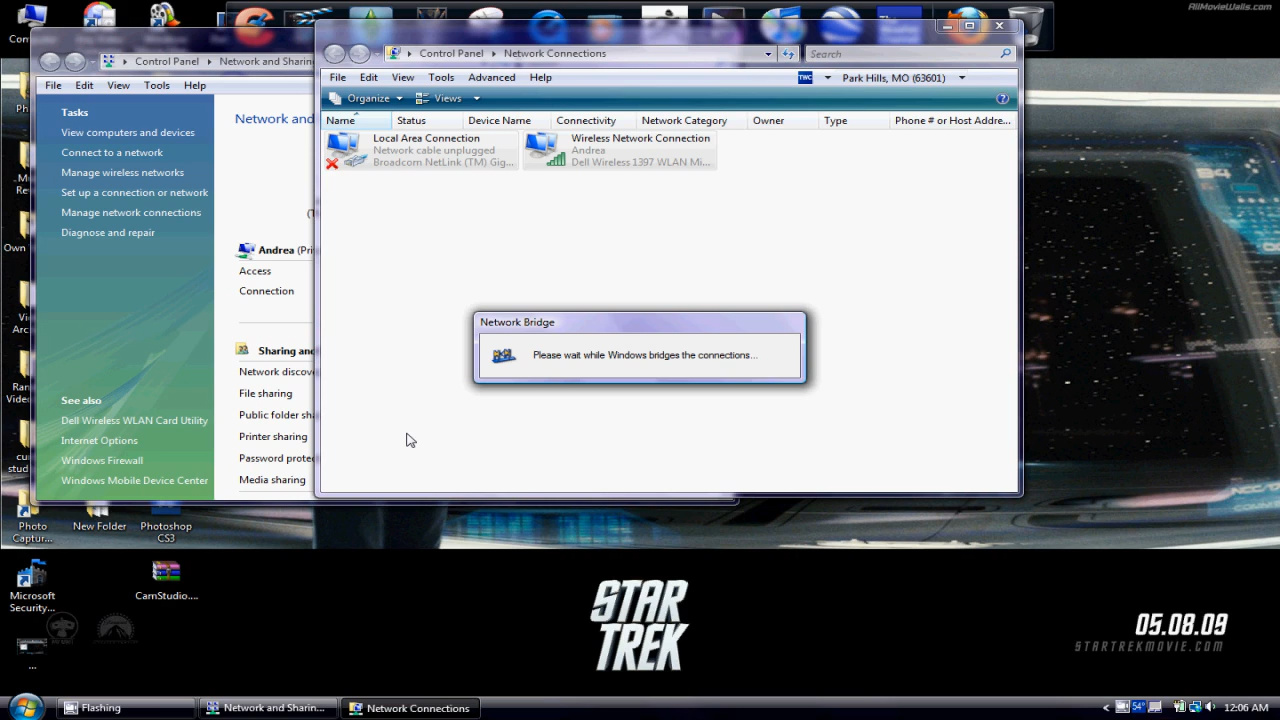 AllMovieWalls.com
Control Panel
Network and Sharin
File
Edit
View
Tools
Help
Tasks
View computers and devices
Connect to a network
Manage wireless networks
Set up a connection or network
Manage network connections
Diagnose and repair
See also
Dell Wireless WLAN Card Utility
Internet Options
Windows Firewall
Windows Mobile Device Center
Network and
Andrea (Pri
Access
Connection
Sharing and
Network discov
File sharing
Public folder sha
Printer sharing
Password prote
Media sharing
Control Panel
Network Connections
Search
File
Edit
View
Tools
Advanced
Help
TWC
Park Hills, MO (63601)
Organize
Views
Name
Status
Device Name
Connectivity
Network Category
Owner
Type
Phone # or Host Addre...
Local Area Connection
Network cable unplugged
Broadcom NetLink (TM) Gig...
Wireless Network Connection
Andrea
Dell Wireless 1397 WLAN Mi...
Network Bridge
Please wait while Windows bridges the connections...
Photo
Captur...
New Folder
Photoshop
CS3
Microsoft
Security...
CamStudio....
...
STAR
TREK
05.08.09
STARTREKMOVIE.COM
Flashing
Network and Sharin...
Network Connections
54°
12:06 AM